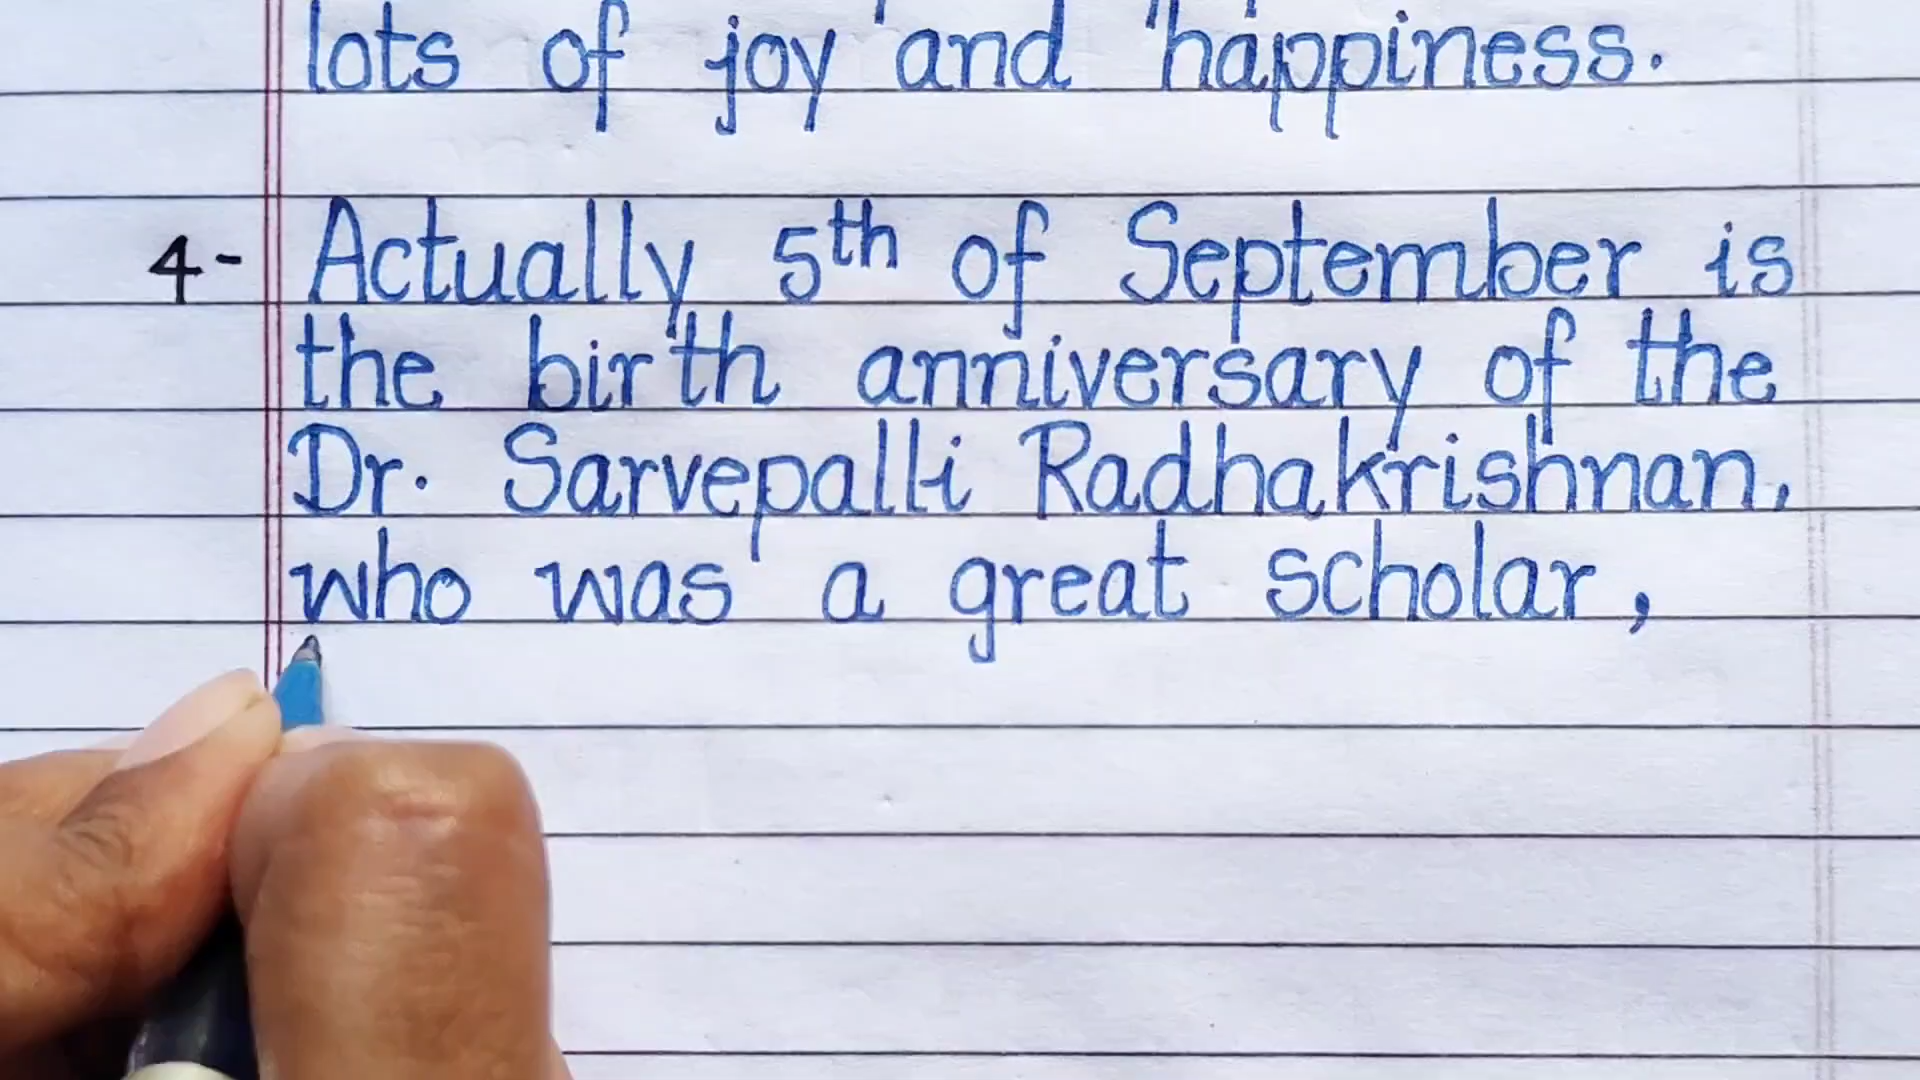 lots of joy and happiness.
4- Actually 5th of September is
the birth anniversary of the
Dr. Sarvepalli Radhakrishnan,
who was a great scholar,